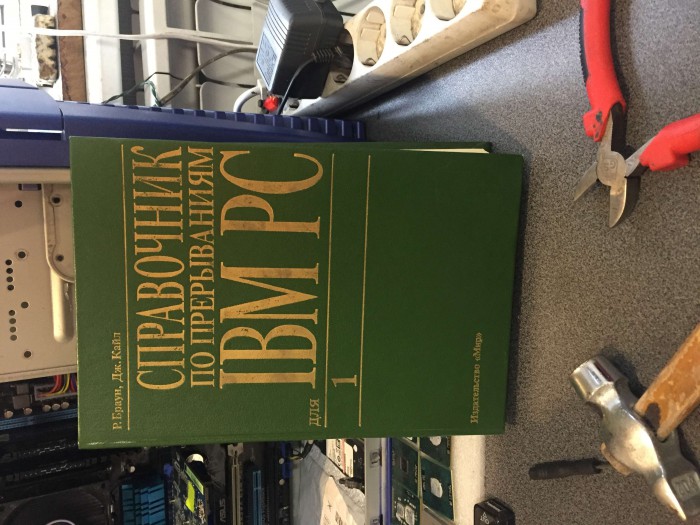 Р. Браун, Дж. Кайл
СПРАВОЧНИК
ПО ПРЕРЫВАНИЯМ
для IBM PC
1
Издательство «Мир»